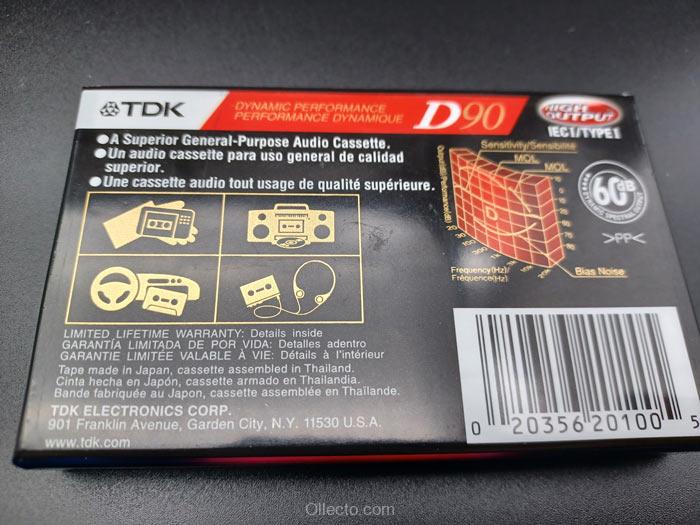 TDK
DYNAMIC PERFORMANCE
PERFORMANCE DYNAMIQUE
D90
HIGH
OUTPUT
IEC I/TYPE I
●A Superior General-Purpose Audio Cassette.
●Un audio cassette para uso general de calidad
superior.
●Une cassette audio tout usage de qualité supérieure.
Sensitivity/Sensibilité
MOL
MOL
60dB
>PP<
Frequency(Hz)/
Fréquence(Hz)
Bias Noise
LIMITED LIFETIME WARRANTY: Details inside
GARANTÍA LIMITADA DE POR VIDA: Detalles adentro
GARANTIE LIMITÉE VALABLE À VIE: Détails à l'intérieur
Tape made in Japan, cassette assembled in Thailand.
Cinta hecha en Japón, cassette armado en Thailandia.
Bande fabriquée au Japon, cassette assemblée en Thaïlande.
TDK ELECTRONICS CORP.
901 Franklin Avenue, Garden City, N.Y. 11530 U.S.A.
www.tdk.com
0 20356 20100 5
Ollecto.com